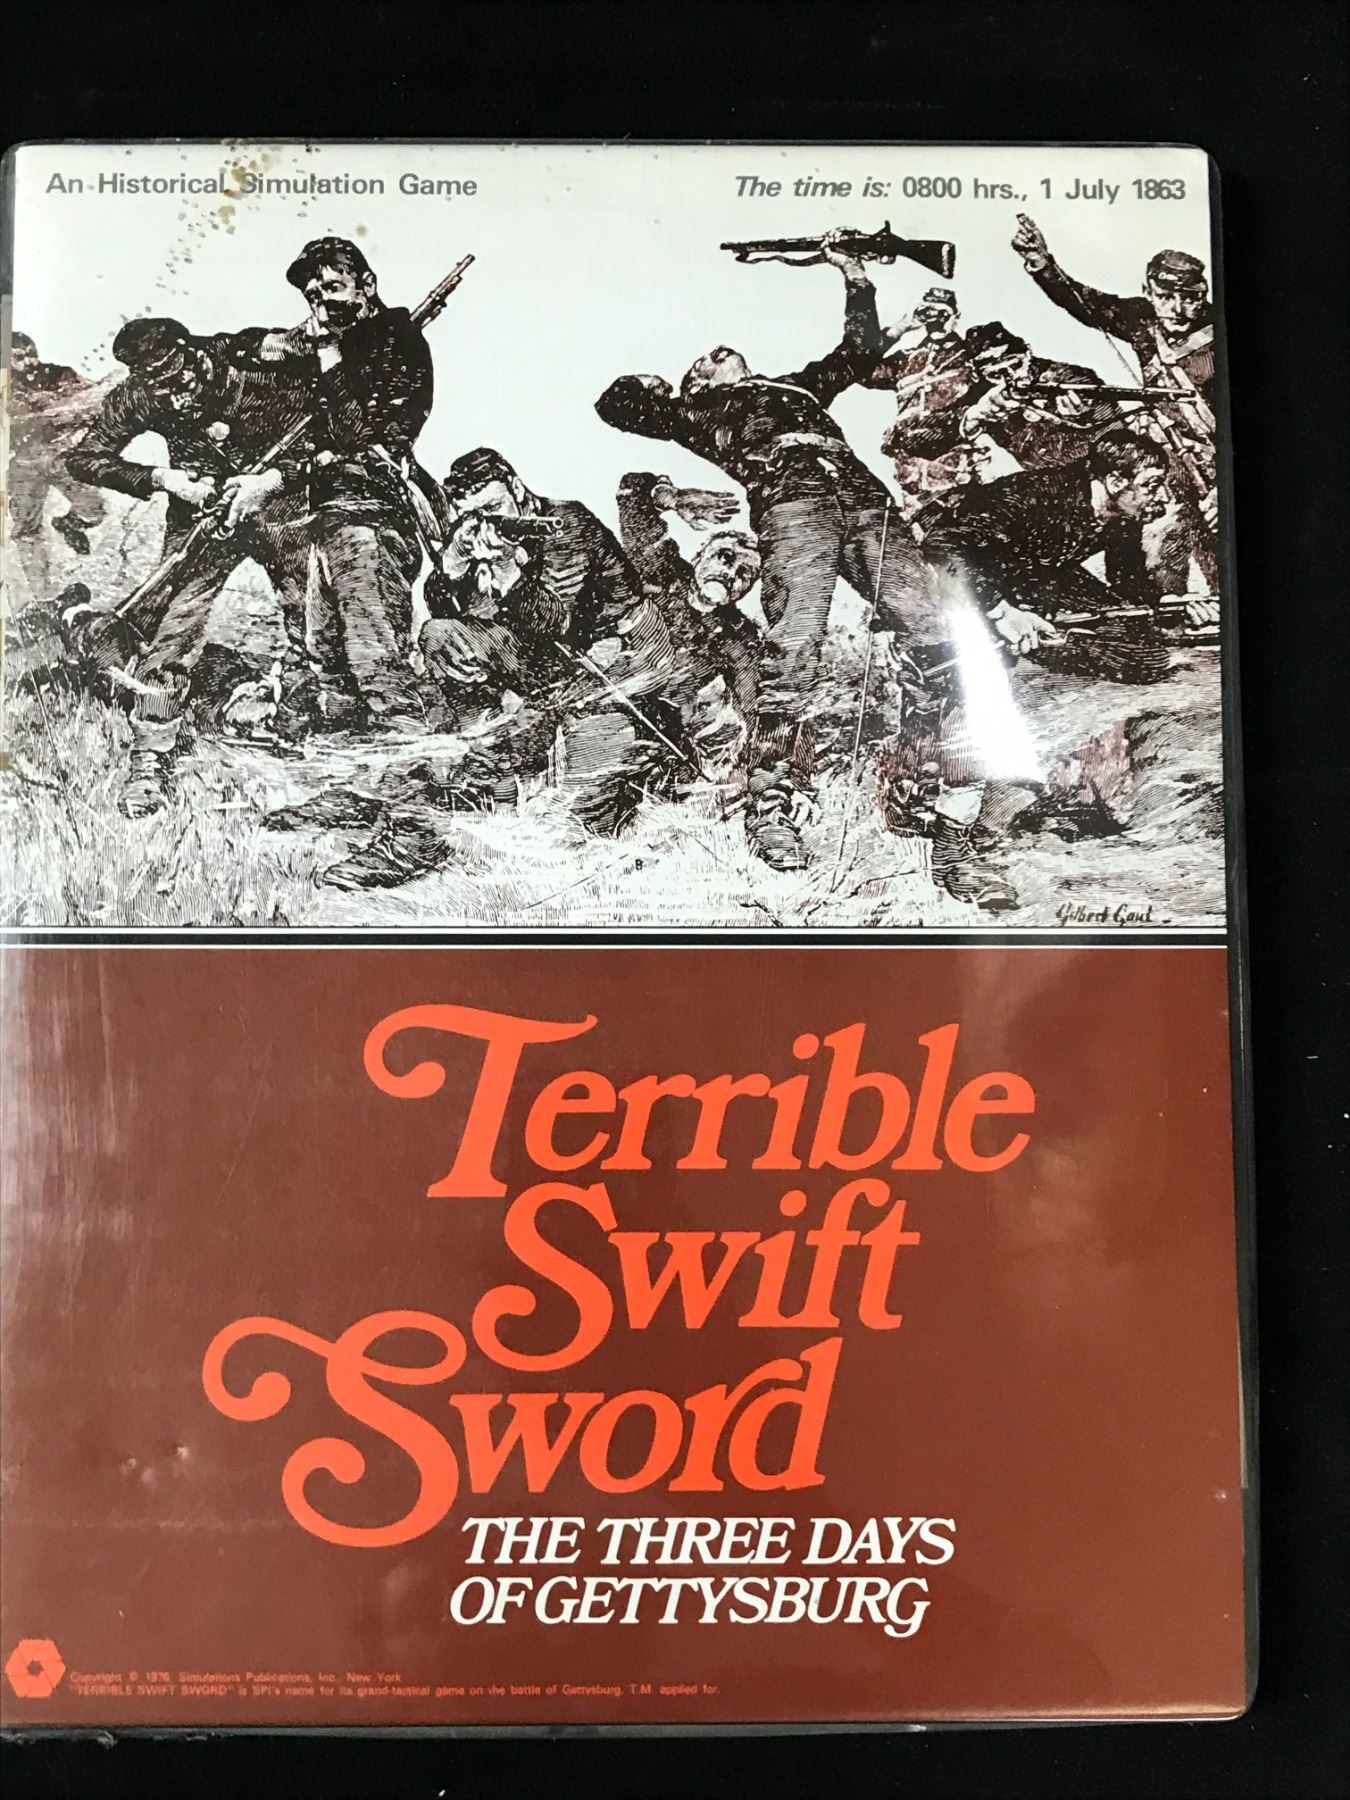 An Historical Simulation Game
The time is: 0800 hrs., 1 July 1863
Gilbert Gaul
Terrible
Swift
Sword
THE THREE DAYS
OF GETTYSBURG
Copyright © 1976 Simulations Publications, Inc. New York
"TERRIBLE SWIFT SWORD" is SPI's name for its grand-tactical game on the battle of Gettysburg. T.M. applied for.